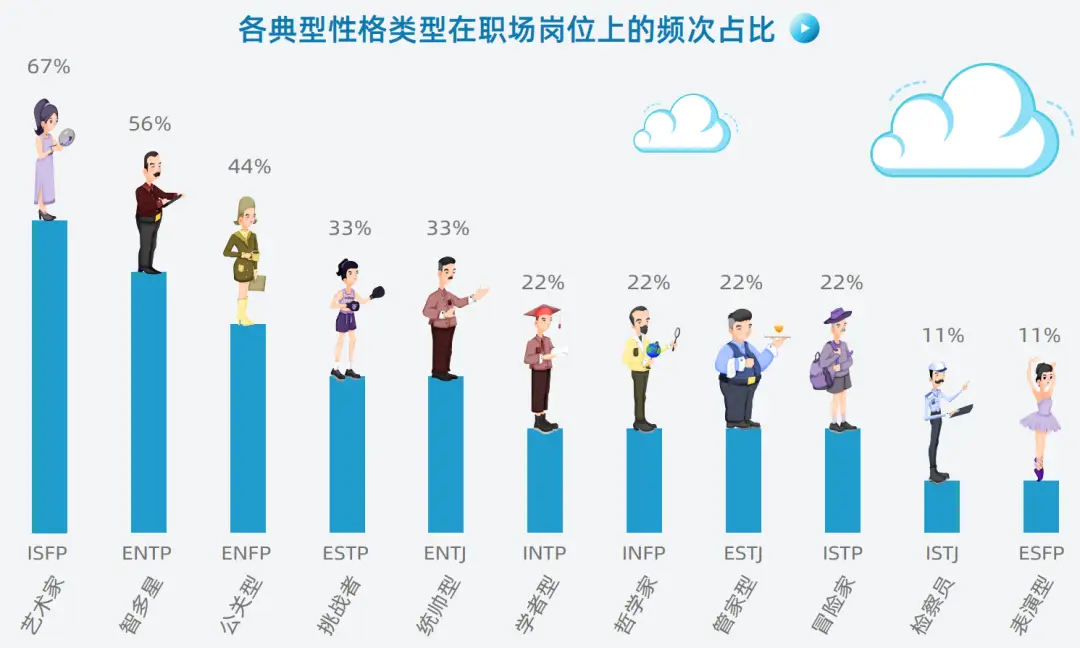 各典型性格类型在职场岗位上的频次占比
67%
56%
44%
33%
33%
22%
22%
22%
22%
11%
11%
ISFP
ENTP
ENFP
ESTP
ENTJ
INTP
INFP
ESTJ
ISTP
ISTJ
ESFP
艺术家
智多星
公关型
挑战者
统帅型
学者型
哲学家
管家型
冒险家
检察员
表演型